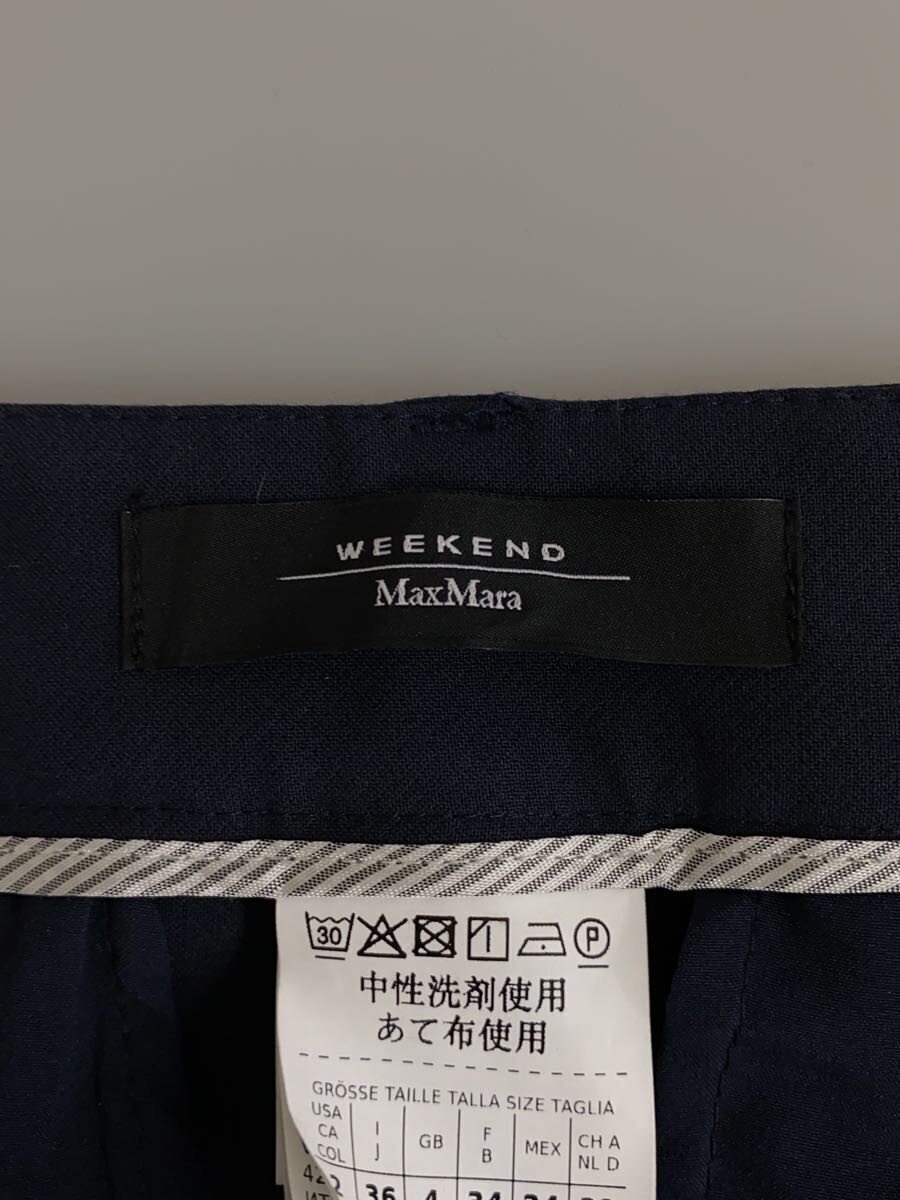 WEEKEND
MaxMara
30 P
中性洗剤使用
あて布使用
GRÖSSE TAILLE TALLA SIZE TAGLIA
USA CA COL I J GB F B MEX CH A NL D
36 4 34